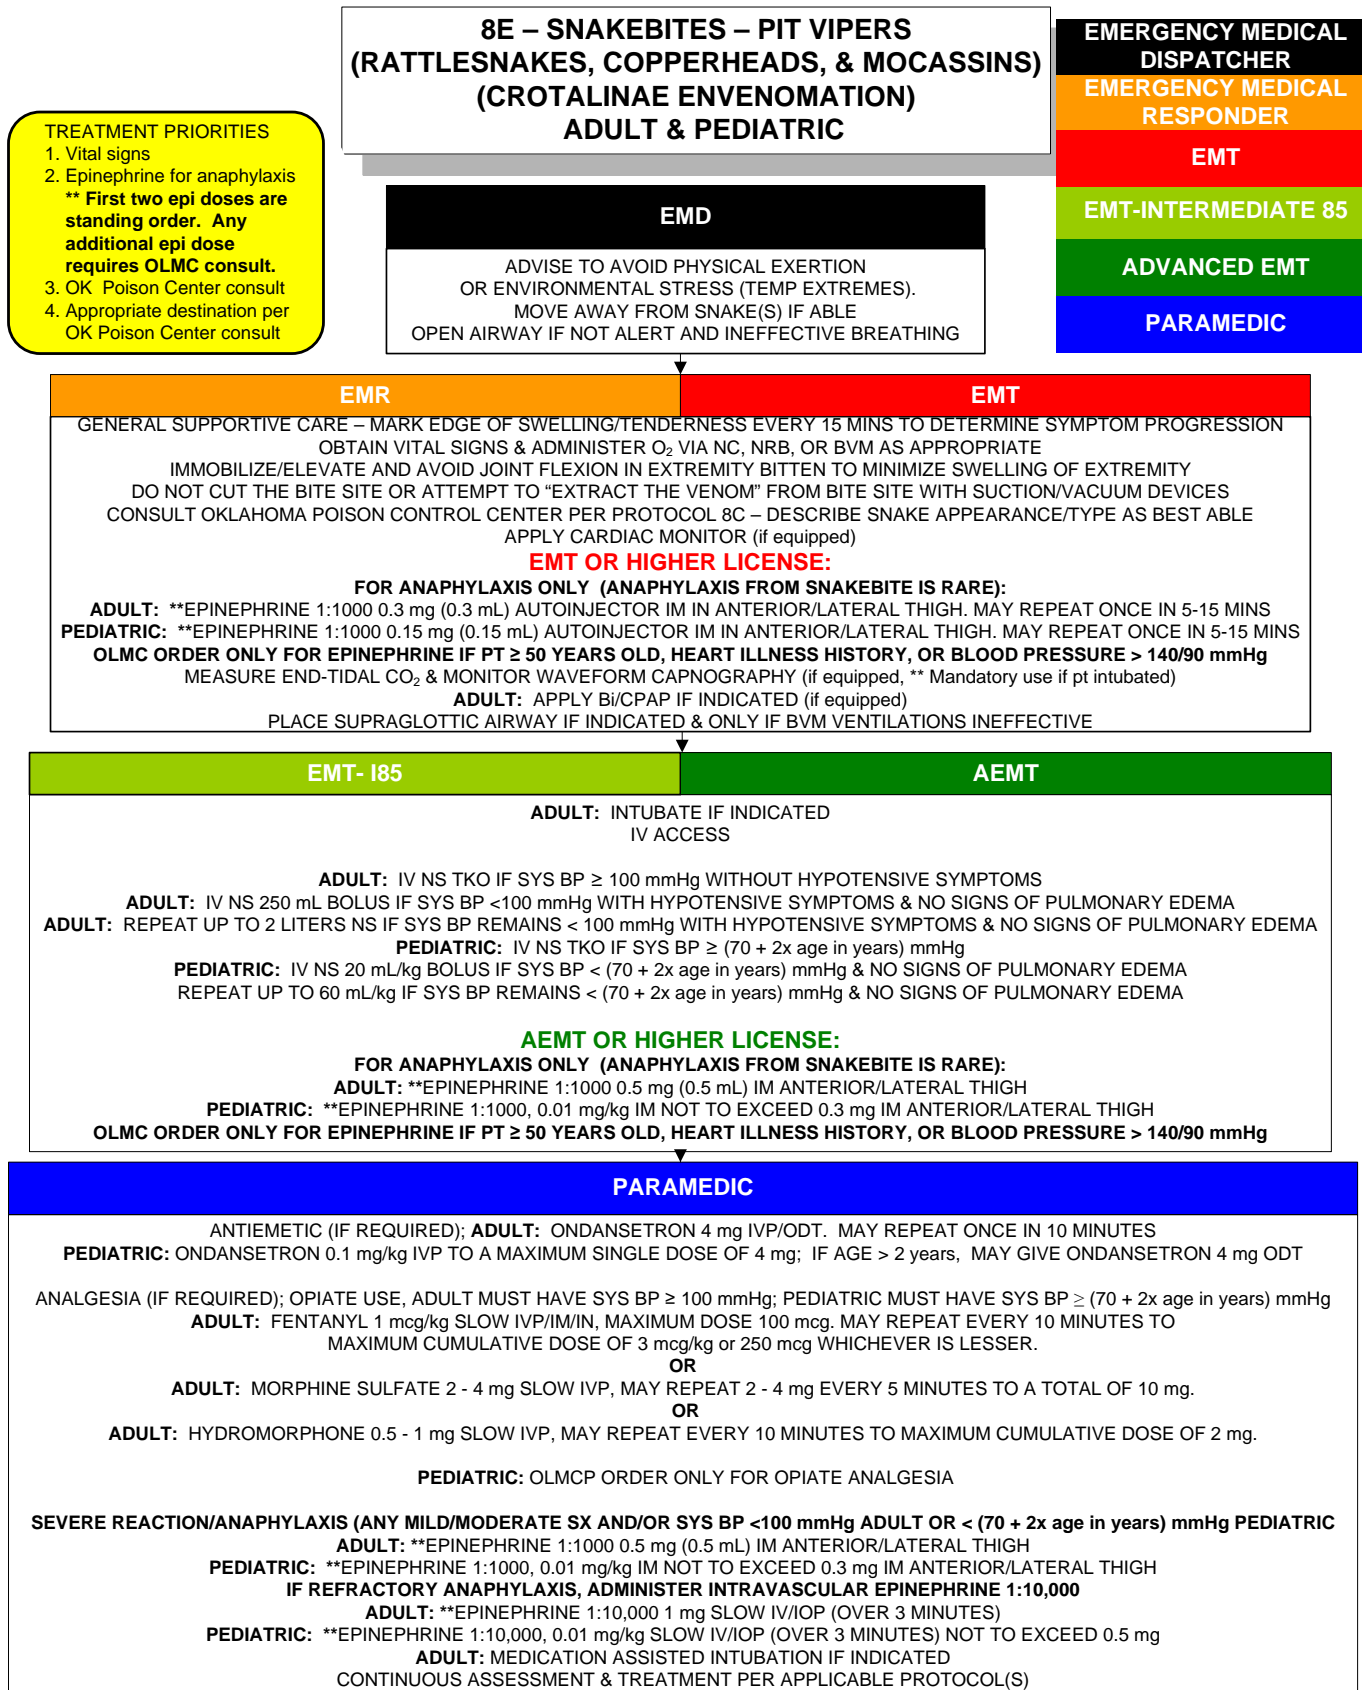 8E – SNAKEBITES – PIT VIPERS
(RATTLESNAKES, COPPERHEADS, & MOCASSINS)
(CROTALINAE ENVENOMATION)
ADULT & PEDIATRIC
EMERGENCY MEDICAL
DISPATCHER
EMERGENCY MEDICAL
RESPONDER
EMT
EMT-INTERMEDIATE 85
ADVANCED EMT
PARAMEDIC
TREATMENT PRIORITIES
1. Vital signs
2. Epinephrine for anaphylaxis
** First two epi doses are
standing order. Any
additional epi dose
requires OLMC consult.
3. OK Poison Center consult
4. Appropriate destination per
OK Poison Center consult
EMD
ADVISE TO AVOID PHYSICAL EXERTION
OR ENVIRONMENTAL STRESS (TEMP EXTREMES).
MOVE AWAY FROM SNAKE(S) IF ABLE
OPEN AIRWAY IF NOT ALERT AND INEFFECTIVE BREATHING
EMR
EMT
GENERAL SUPPORTIVE CARE – MARK EDGE OF SWELLING/TENDERNESS EVERY 15 MINS TO DETERMINE SYMPTOM PROGRESSION
OBTAIN VITAL SIGNS & ADMINISTER O₂ VIA NC, NRB, OR BVM AS APPROPRIATE
IMMOBILIZE/ELEVATE AND AVOID JOINT FLEXION IN EXTREMITY BITTEN TO MINIMIZE SWELLING OF EXTREMITY
DO NOT CUT THE BITE SITE OR ATTEMPT TO “EXTRACT THE VENOM” FROM BITE SITE WITH SUCTION/VACUUM DEVICES
CONSULT OKLAHOMA POISON CONTROL CENTER PER PROTOCOL 8C – DESCRIBE SNAKE APPEARANCE/TYPE AS BEST ABLE
APPLY CARDIAC MONITOR (if equipped)
EMT OR HIGHER LICENSE:
FOR ANAPHYLAXIS ONLY (ANAPHYLAXIS FROM SNAKEBITE IS RARE):
ADULT: **EPINEPHRINE 1:1000 0.3 mg (0.3 mL) AUTOINJECTOR IM IN ANTERIOR/LATERAL THIGH. MAY REPEAT ONCE IN 5-15 MINS
PEDIATRIC: **EPINEPHRINE 1:1000 0.15 mg (0.15 mL) AUTOINJECTOR IM IN ANTERIOR/LATERAL THIGH. MAY REPEAT ONCE IN 5-15 MINS
OLMC ORDER ONLY FOR EPINEPHRINE IF PT ≥ 50 YEARS OLD, HEART ILLNESS HISTORY, OR BLOOD PRESSURE > 140/90 mmHg
MEASURE END-TIDAL CO₂ & MONITOR WAVEFORM CAPNOGRAPHY (if equipped, ** Mandatory use if pt intubated)
ADULT: APPLY Bi/CPAP IF INDICATED (if equipped)
PLACE SUPRAGLOTTIC AIRWAY IF INDICATED & ONLY IF BVM VENTILATIONS INEFFECTIVE
EMT- I85
AEMT
ADULT: INTUBATE IF INDICATED
IV ACCESS
ADULT: IV NS TKO IF SYS BP ≥ 100 mmHg WITHOUT HYPOTENSIVE SYMPTOMS
ADULT: IV NS 250 mL BOLUS IF SYS BP <100 mmHg WITH HYPOTENSIVE SYMPTOMS & NO SIGNS OF PULMONARY EDEMA
ADULT: REPEAT UP TO 2 LITERS NS IF SYS BP REMAINS < 100 mmHg WITH HYPOTENSIVE SYMPTOMS & NO SIGNS OF PULMONARY EDEMA
PEDIATRIC: IV NS TKO IF SYS BP ≥ (70 + 2x age in years) mmHg
PEDIATRIC: IV NS 20 mL/kg BOLUS IF SYS BP < (70 + 2x age in years) mmHg & NO SIGNS OF PULMONARY EDEMA
REPEAT UP TO 60 mL/kg IF SYS BP REMAINS < (70 + 2x age in years) mmHg & NO SIGNS OF PULMONARY EDEMA
AEMT OR HIGHER LICENSE:
FOR ANAPHYLAXIS ONLY (ANAPHYLAXIS FROM SNAKEBITE IS RARE):
ADULT: **EPINEPHRINE 1:1000 0.5 mg (0.5 mL) IM ANTERIOR/LATERAL THIGH
PEDIATRIC: **EPINEPHRINE 1:1000, 0.01 mg/kg IM NOT TO EXCEED 0.3 mg IM ANTERIOR/LATERAL THIGH
OLMC ORDER ONLY FOR EPINEPHRINE IF PT ≥ 50 YEARS OLD, HEART ILLNESS HISTORY, OR BLOOD PRESSURE > 140/90 mmHg
PARAMEDIC
ANTIEMETIC (IF REQUIRED); ADULT: ONDANSETRON 4 mg IVP/ODT. MAY REPEAT ONCE IN 10 MINUTES
PEDIATRIC: ONDANSETRON 0.1 mg/kg IVP TO A MAXIMUM SINGLE DOSE OF 4 mg; IF AGE > 2 years, MAY GIVE ONDANSETRON 4 mg ODT
ANALGESIA (IF REQUIRED); OPIATE USE, ADULT MUST HAVE SYS BP ≥ 100 mmHg; PEDIATRIC MUST HAVE SYS BP ≥ (70 + 2x age in years) mmHg
ADULT: FENTANYL 1 mcg/kg SLOW IVP/IM/IN, MAXIMUM DOSE 100 mcg. MAY REPEAT EVERY 10 MINUTES TO
MAXIMUM CUMULATIVE DOSE OF 3 mcg/kg or 250 mcg WHICHEVER IS LESSER.
OR
ADULT: MORPHINE SULFATE 2 - 4 mg SLOW IVP, MAY REPEAT 2 - 4 mg EVERY 5 MINUTES TO A TOTAL OF 10 mg.
OR
ADULT: HYDROMORPHONE 0.5 - 1 mg SLOW IVP, MAY REPEAT EVERY 10 MINUTES TO MAXIMUM CUMULATIVE DOSE OF 2 mg.
PEDIATRIC: OLMCP ORDER ONLY FOR OPIATE ANALGESIA
SEVERE REACTION/ANAPHYLAXIS (ANY MILD/MODERATE SX AND/OR SYS BP <100 mmHg ADULT OR < (70 + 2x age in years) mmHg PEDIATRIC
ADULT: **EPINEPHRINE 1:1000 0.5 mg (0.5 mL) IM ANTERIOR/LATERAL THIGH
PEDIATRIC: **EPINEPHRINE 1:1000, 0.01 mg/kg IM NOT TO EXCEED 0.3 mg IM ANTERIOR/LATERAL THIGH
IF REFRACTORY ANAPHYLAXIS, ADMINISTER INTRAVASCULAR EPINEPHRINE 1:10,000
ADULT: **EPINEPHRINE 1:10,000 1 mg SLOW IV/IOP (OVER 3 MINUTES)
PEDIATRIC: **EPINEPHRINE 1:10,000, 0.01 mg/kg SLOW IV/IOP (OVER 3 MINUTES) NOT TO EXCEED 0.5 mg
ADULT: MEDICATION ASSISTED INTUBATION IF INDICATED
CONTINUOUS ASSESSMENT & TREATMENT PER APPLICABLE PROTOCOL(S)